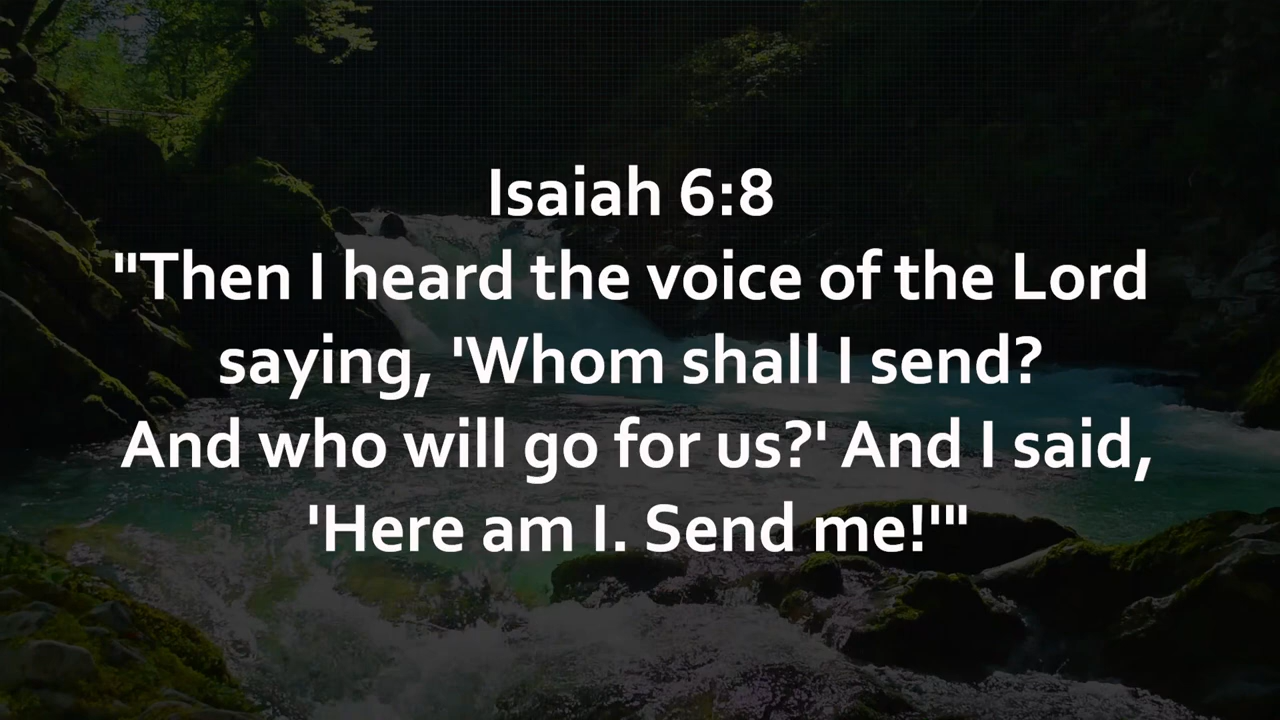 Isaiah 6:8
"Then I heard the voice of the Lord
saying, 'Whom shall I send?
And who will go for us?' And I said,
'Here am I. Send me!'"